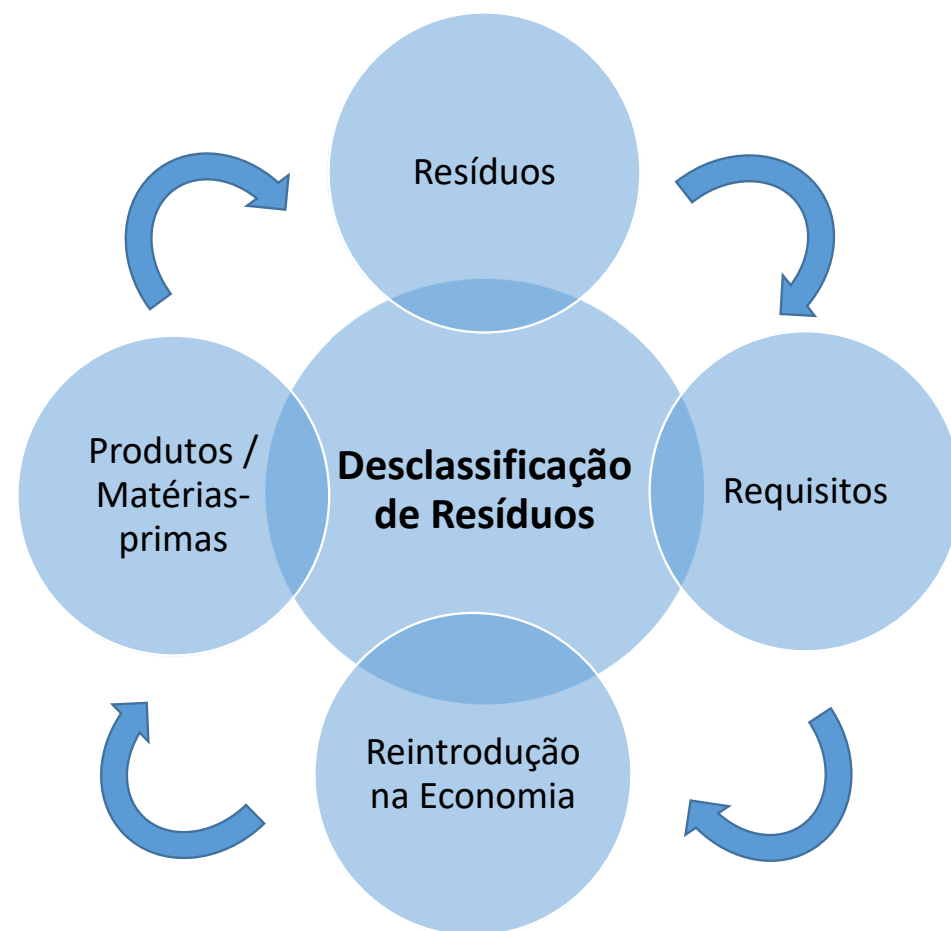 Resíduos
Produtos /
Matérias-
primas
Desclassificação
de Resíduos
Requisitos
Reintrodução
na Economia